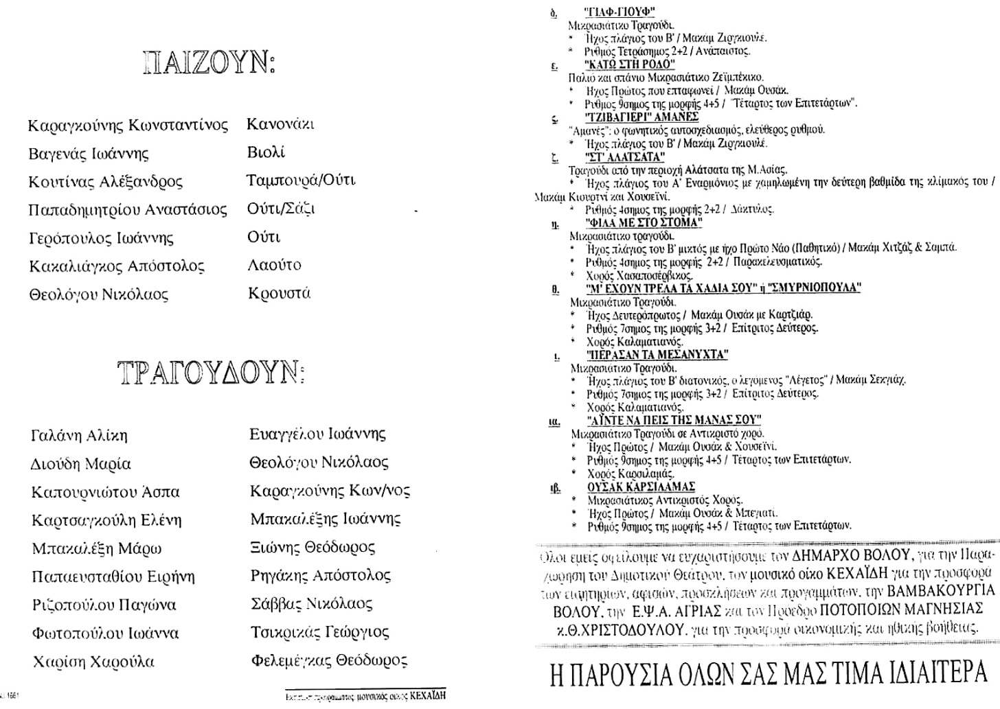 ΠΑΙΖΟΥΝ:
Καραγκούνης Κωνσταντίνος Κανονάκι
Βαγενάς Ιωάννης Βιολί
Κουτίνας Αλέξανδρος Ταμπουρά/Ούτι
Παπαδημητρίου Αναστάσιος Ούτι/Σάζι
Γερόπουλος Ιωάννης Ούτι
Κακαλιάγκος Απόστολος Λαούτο
Θεολόγου Νικόλαος Κρουστά
ΤΡΑΓΟΥΔΟΥΝ:
Γαλάνη Αλίκη Ευαγγέλου Ιωάννης
Διούδη Μαρία Θεολόγου Νικόλαος
Καπουρνιώτου Άσπα Καραγκούνης Κων/νος
Καρτσαγκούλη Ελένη Μπακαλέξης Ιωάννης
Μπακαλέξη Μάρω Ξιώνης Θεόδωρος
Παπαευσταθίου Ειρήνη Ρηγάκης Απόστολος
Ριζοπούλου Παγώνα Σάββας Νικόλαος
Φωτοπούλου Ιωάννα Τσικρικάς Γεώργιος
Χαρίση Χαρούλα Φελεμέγκας Θεόδωρος
μουσικός οίκος ΚΕΧΑΪΔΗ
δ. "ΓΙΑΦ-ΓΙΟΥΦ"
Μικρασιάτικο Τραγούδι.
* Ήχος πλάγιος του Β' / Μακάμ Ζιργκιουλέ.
* Ρυθμός Τετράσημος 2+2 / Ανάπαιστος.
ε. "ΚΑΤΩ ΣΤΗ ΡΟΔΟ"
Παλιό και σπάνιο Μικρασιάτικο Ζεϊμπέκικο.
* Ήχος Πρώτος που επταφωνεί / Μακάμ Ουσάκ.
* Ρυθμος 9σημος της μορφής 4+5 / "Τέταρτος των Επιτετάρτων".
ς. "ΤΖΙΒΑΓΙΕΡΙ" ΑΜΑΝΕΣ
"Αμανές": ο φωνητικός αυτοσχεδιασμός, ελεύθερος ρυθμού.
* Ήχος πλάγιος του Β' / Μακάμ Ζιργκιουλέ.
ζ. "ΣΤ' ΑΛΑΤΣΑΤΑ"
Τραγούδι από την περιοχή Αλάτσατα της Μ.Ασίας.
* Ήχος πλάγιος του Α' Εναρμόνιος με χαμηλωμένη την δεύτερη βαθμίδα της κλίμακός του /
Μακάμ Κιουρτνί και Χουσεϊνί.
* Ρυθμός 4σημος της μορφής 2+2 / Δάκτυλος.
η. "ΦΙΛΑ ΜΕ ΣΤΟ ΣΤΟΜΑ"
Μικρασιάτικο τραγούδι.
* Ήχος πλάγιος του Β' μικτός με ήχο Πρώτο Νάο (Παθητικό) / Μακάμ Χιτζάζ & Σαμπά.
* Ρυθμός 4σημος της μορφής 2+2 / Παρακελευσματικός.
* Χορός Χασαποσέρβικος.
θ. "Μ' ΕΧΟΥΝ ΤΡΕΛΑ ΤΑ ΧΑΔΙΑ ΣΟΥ" ή "ΣΜΥΡΝΙΟΠΟΥΛΑ"
Μικρασιάτικο Τραγούδι.
* Ήχος Δευτερόπρωτος / Μακάμ Ουσάκ με Καρτζιάρ.
* Ρυθμός 7σημος της μορφής 3+2 / Επίτριτος Δεύτερος.
* Χορός Καλαματιανός.
ι. "ΠΕΡΑΣΑΝ ΤΑ ΜΕΣΑΝΥΧΤΑ"
Μικρασιάτικο Τραγούδι.
* Ήχος πλάγιος του Β' διατονικός, ο λεγόμενος "Λέγετος" / Μακάμ Σεκγιάχ.
* Ρυθμός 7σημος της μορφής 3+2 / Επίτριτος Δεύτερος.
* Χορός Καλαματιανός.
ια. "ΑΪΝΤΕ ΝΑ ΠΕΙΣ ΤΗΣ ΜΑΝΑΣ ΣΟΥ"
Μικρασιάτικο Τραγούδι σε Αντικριστό χορό.
* Ήχος Πρώτος / Μακάμ Ουσάκ & Χουσεϊνί.
* Ρυθμός 9σημος της μορφής 4+5 / Τέταρτος των Επιτετάρτων.
* Χορός Καρσιλαμάς.
ιβ. ΟΥΣΑΚ ΚΑΡΣΙΛΑΜΑΣ
* Μικρασιάτικος Αντικριστός Χορός.
* Ήχος Πρώτος / Μακάμ Ουσάκ & Μπεγιατί.
* Ρυθμός 9σημος της μορφής 4+5 / Τέταρτος των Επιτετάρτων.
Όλοι εμείς οφείλουμε να ευχαριστήσουμε τον ΔΗΜΑΡΧΟ ΒΟΛΟΥ, για την Παρα-
χώρηση του Δημοτικού Θεάτρου, τον μουσικό οίκο ΚΕΧΑΪΔΗ για την προσφορά
των εισητηρίων, αφισών, προσκλήσεων και προγαμμάτων, την ΒΑΜΒΑΚΟΥΡΓΙΑ
ΒΟΛΟΥ, την Ε.Ψ.Α. ΑΓΡΙΑΣ και τον Πρόεδρο ΠΟΤΟΠΟΙΩΝ ΜΑΓΝΗΣΙΑΣ
κ.Θ.ΧΡΙΣΤΟΔΟΥΛΟΥ, για την προσφορά οικονομικής και ηθικής βοήθειας.
Η ΠΑΡΟΥΣΙΑ ΟΛΩΝ ΣΑΣ ΜΑΣ ΤΙΜΑ ΙΔΙΑΙΤΕΡΑ